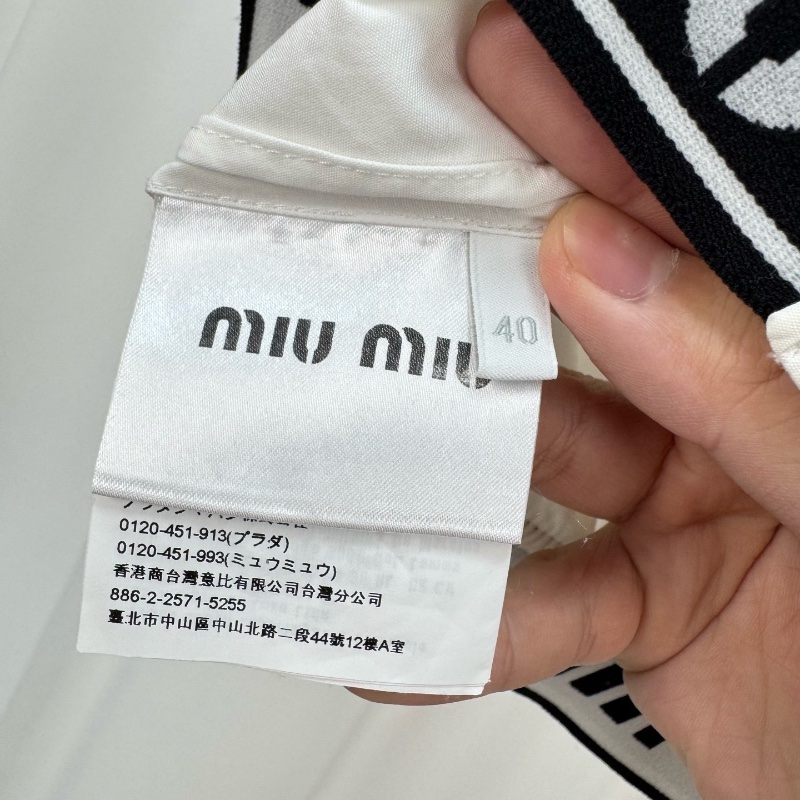 miu miu
40
0120-451-913(プラダ)
0120-451-993(ミュウミュウ)
香港商台灣意比有限公司台灣分公司
886-2-2571-5255
臺北市中山區中山北路二段44號12樓A室